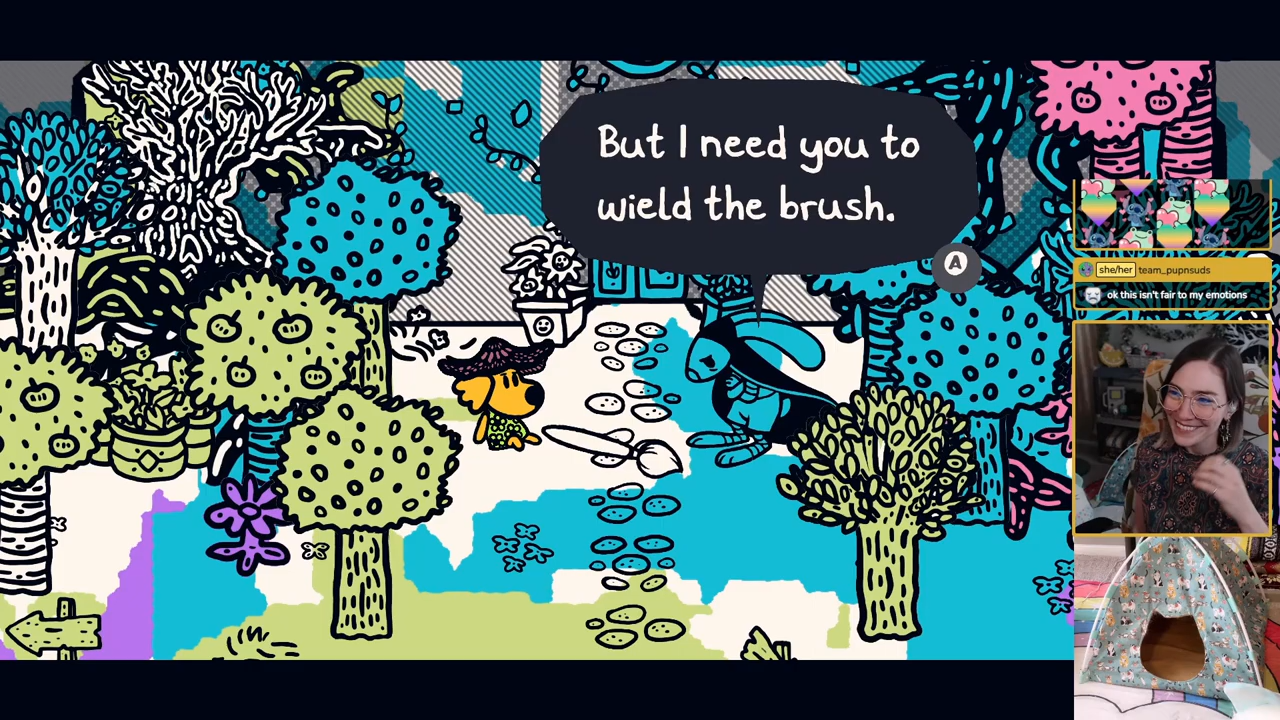 But I need you to
wield the brush.
A
she/her team_pupnsuds
ok this isn't fair to my emotions